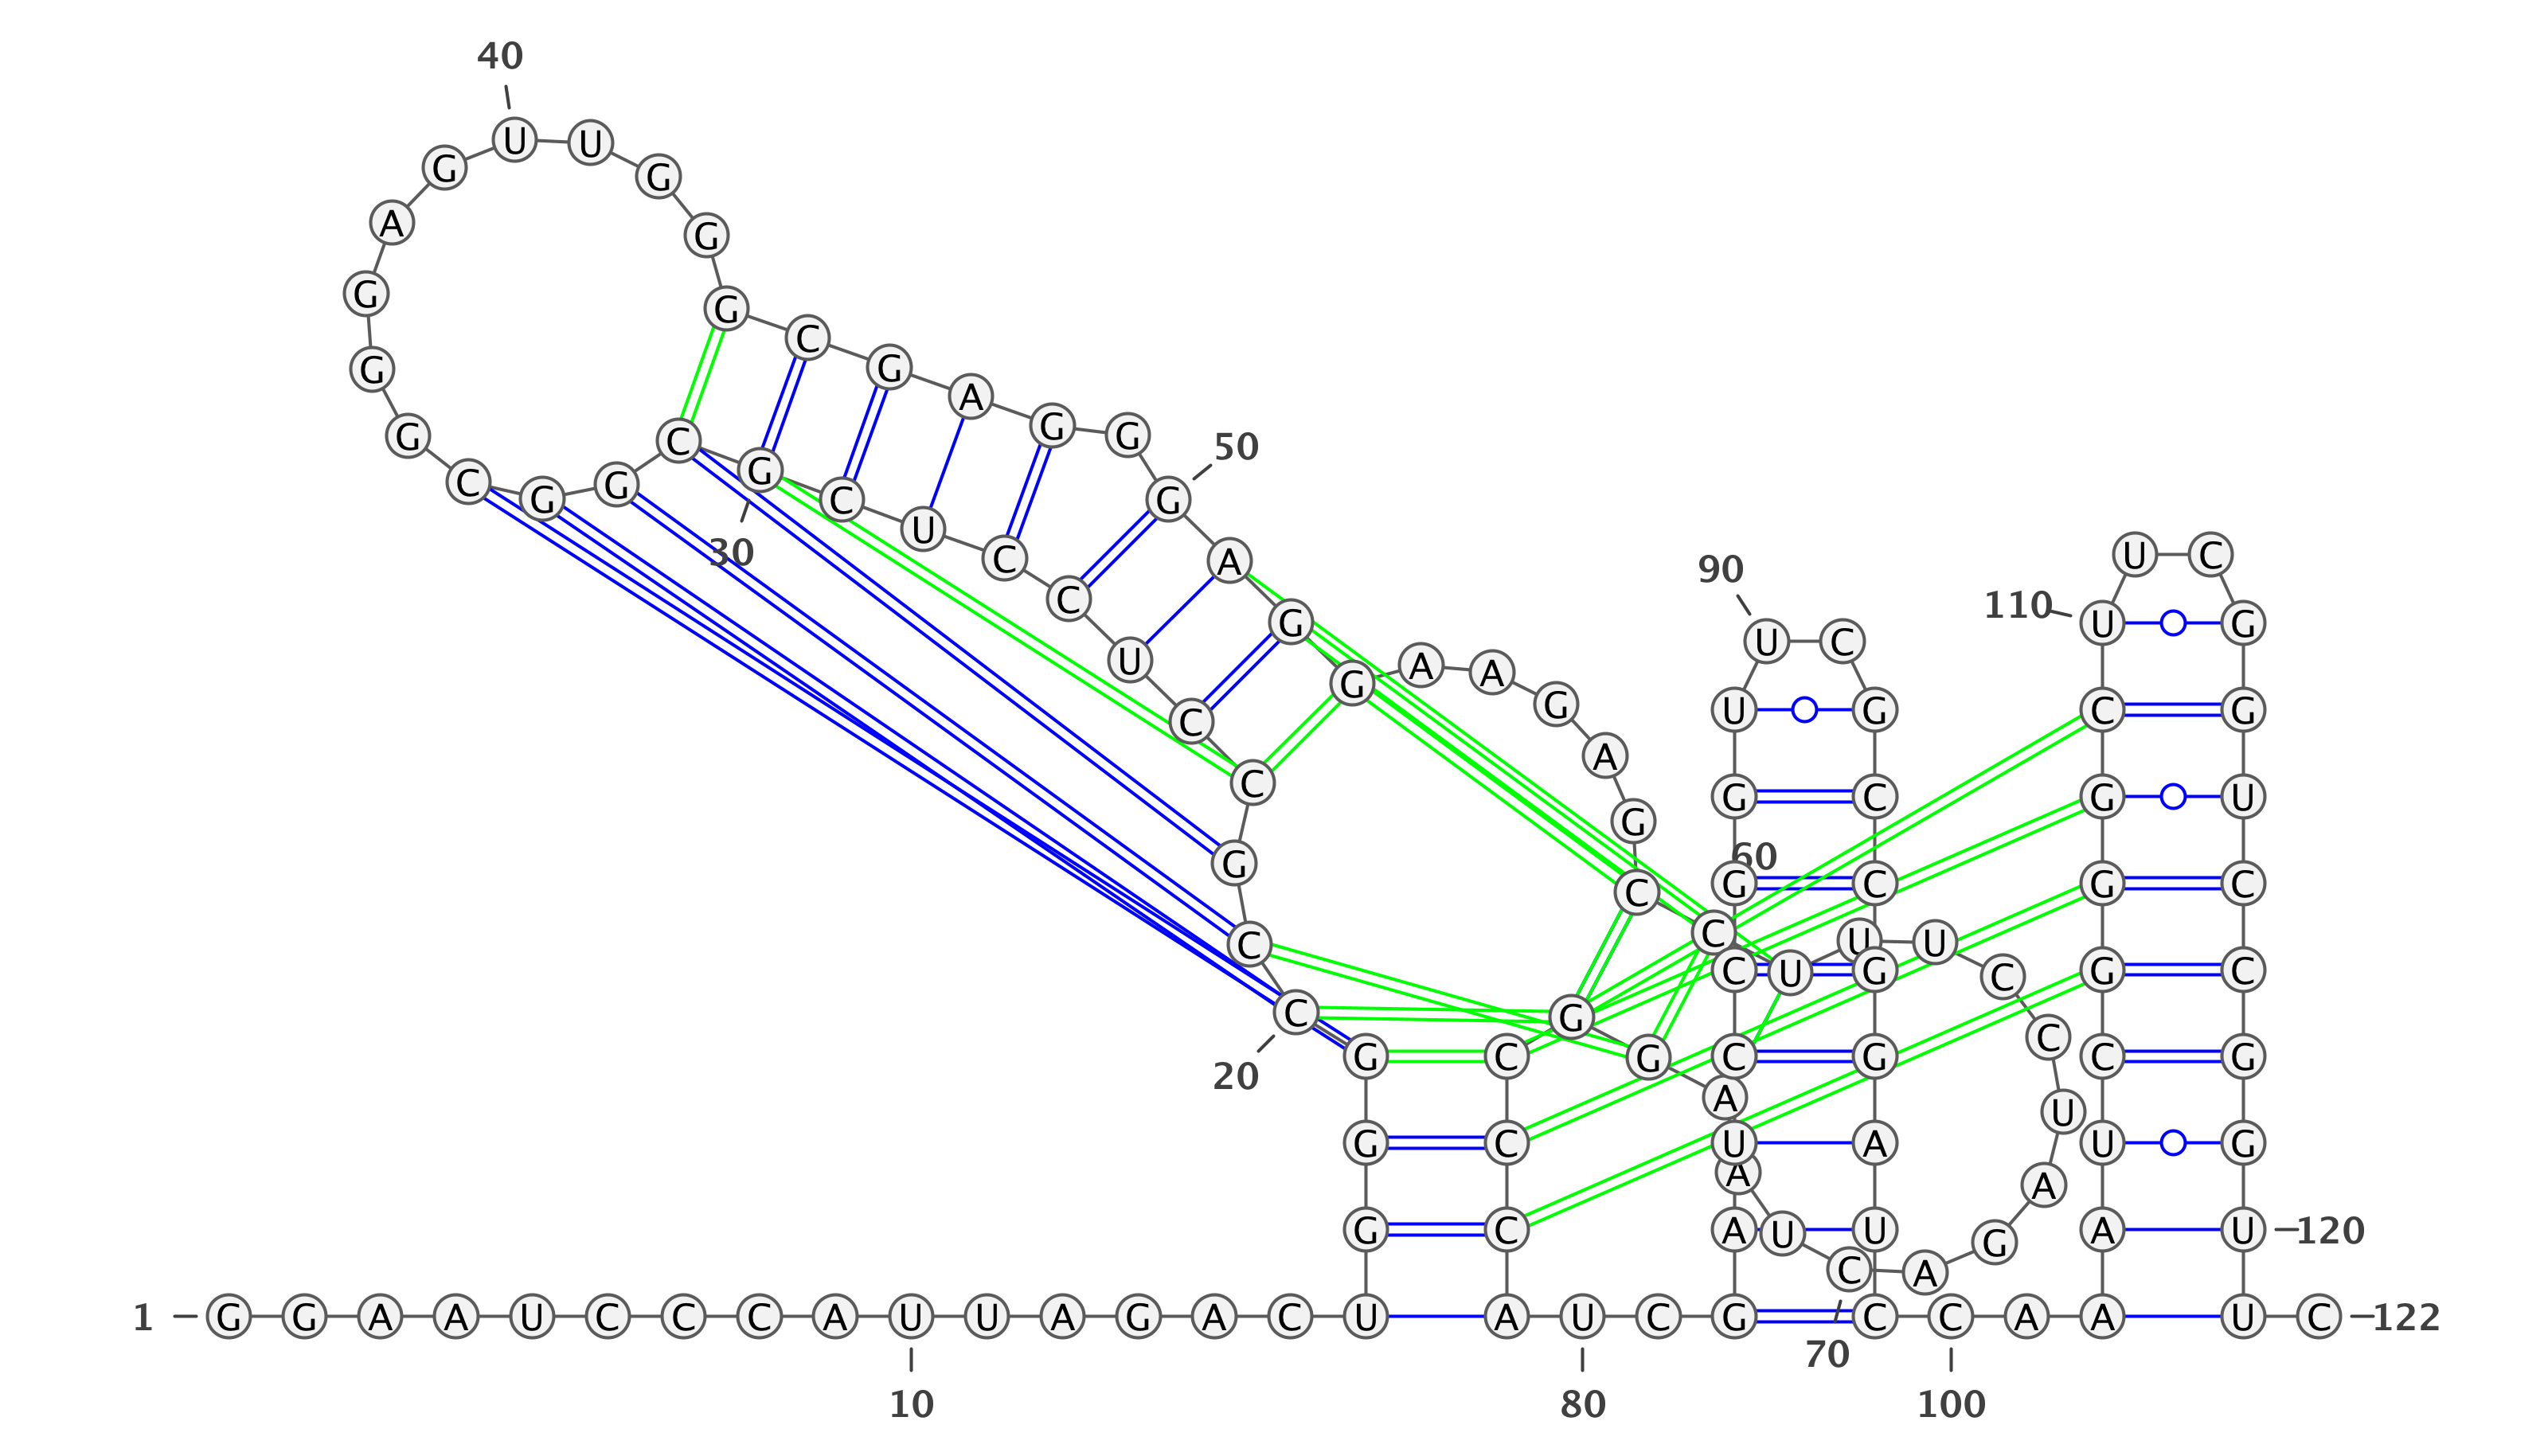 40
U U
G G
A G
G G
C
G G
A
G G
G C 50
C G G G C G
30 U C A 90 U C
C G 110 U G
U G A A U C
C G U G C G
C A G C G U
G G 60
C G C G C
C C U U
C U G C G C
C G C
20 G C G C G C G
A U
G C U A U G
A A
G C A U U G A U 120
C A
1 G G A A U C C C A U U A G A C U A U C G C C A A U C 122
70
10 80 100